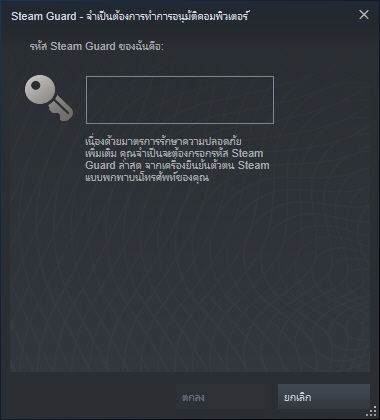 Steam Guard - จำเป็นต้องการทำการอนุมัติคอมพิวเตอร์
รหัส Steam Guard ของฉันคือ:
เนื่องด้วยมาตรการรักษาความปลอดภัย
เพิ่มเติม คุณจำเป็นจะต้องกรอกรหัส Steam
Guard ล่าสุด จากเครื่องยืนยันตัวตน Steam
แบบพกพาบนโทรศัพท์ของคุณ
ตกลง
ยกเลิก